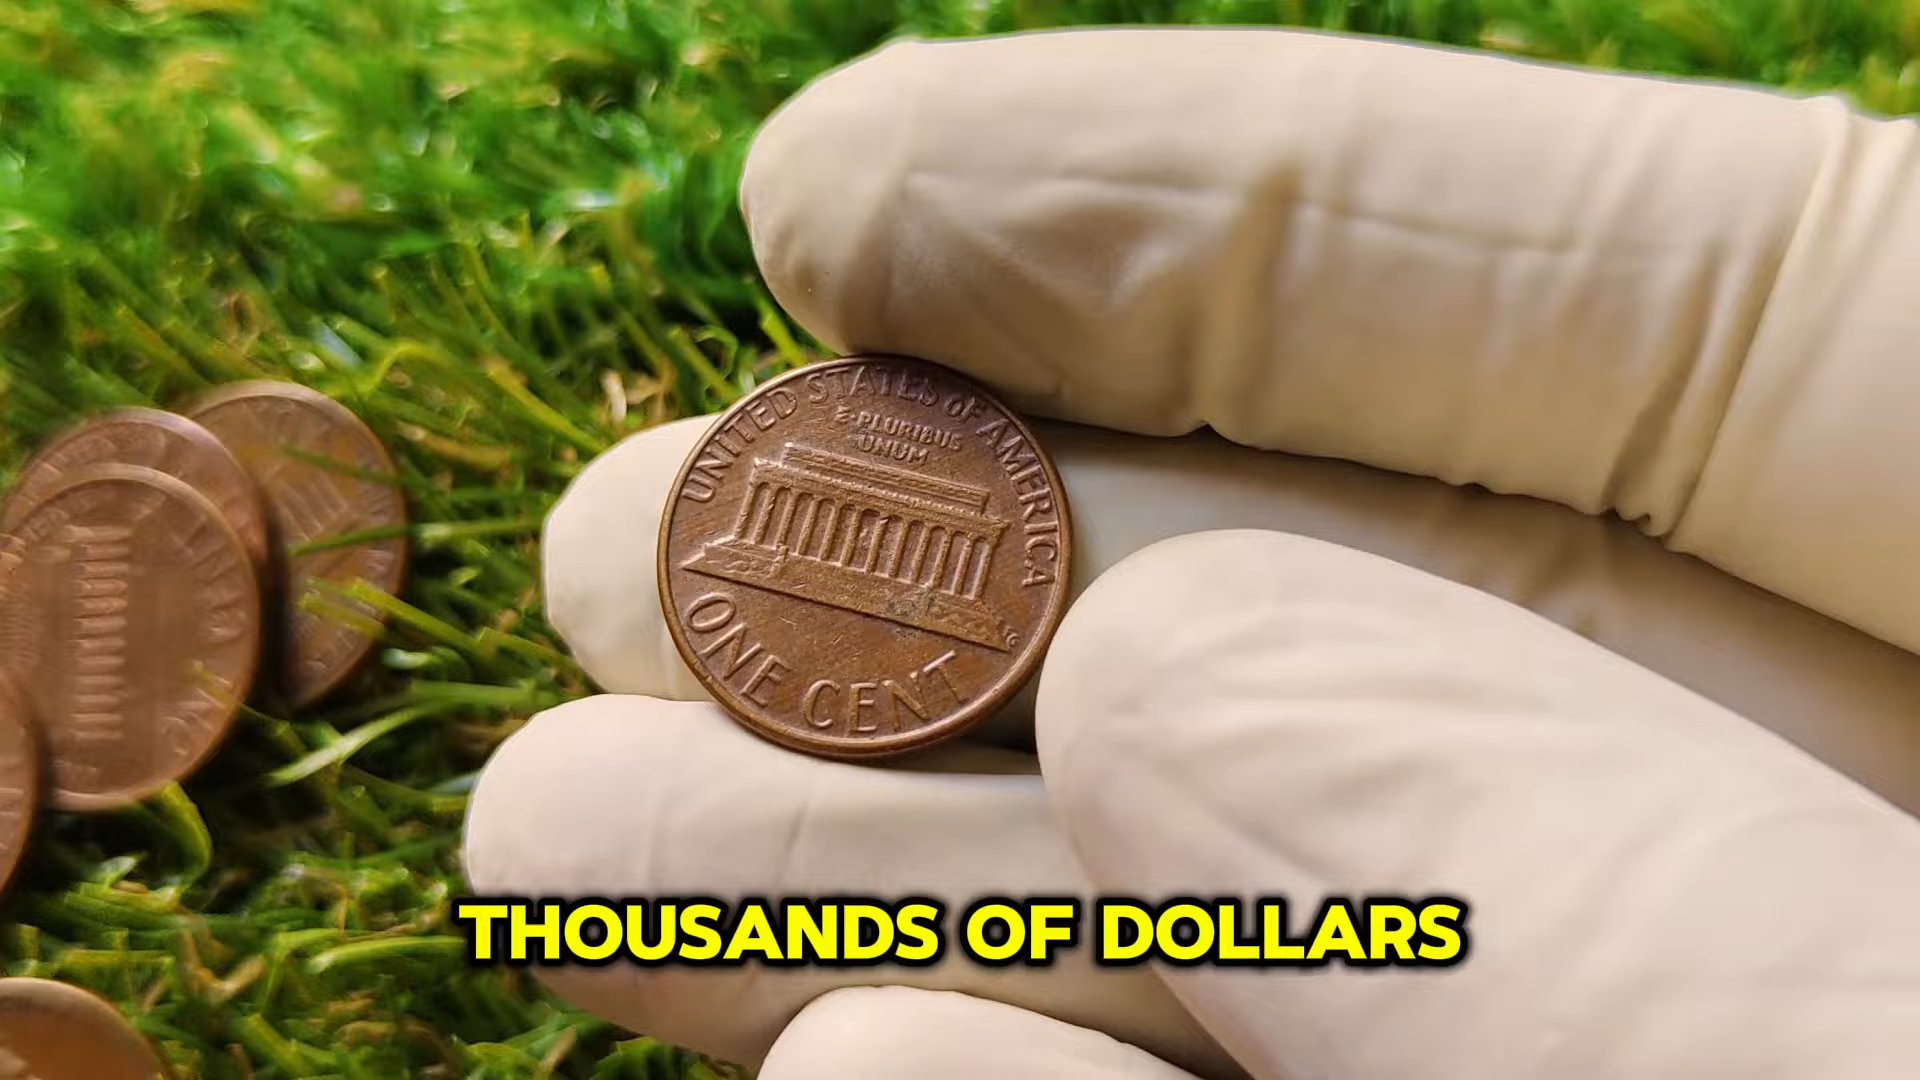 UNITED STATES OF AMERICA
E·PLURIBUS
UNUM
ONE CENT
THOUSANDS OF DOLLARS